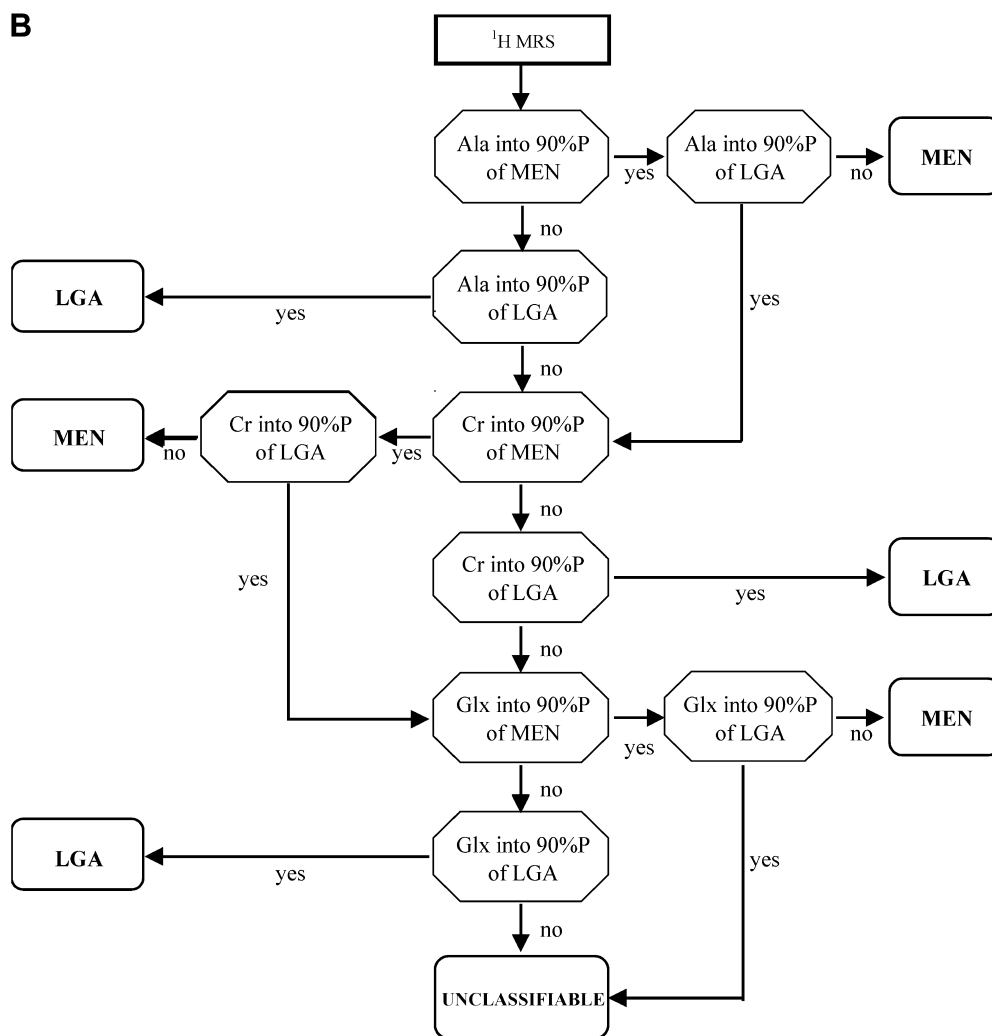 B
¹H MRS
Ala into 90%P
of MEN
yes
Ala into 90%P
of LGA
no
MEN
no
yes
LGA
yes
Ala into 90%P
of LGA
no
MEN
no
Cr into 90%P
of LGA
yes
Cr into 90%P
of MEN
no
yes
Cr into 90%P
of LGA
yes
LGA
no
Glx into 90%P
of MEN
yes
Glx into 90%P
of LGA
no
MEN
no
yes
LGA
yes
Glx into 90%P
of LGA
no
UNCLASSIFIABLE